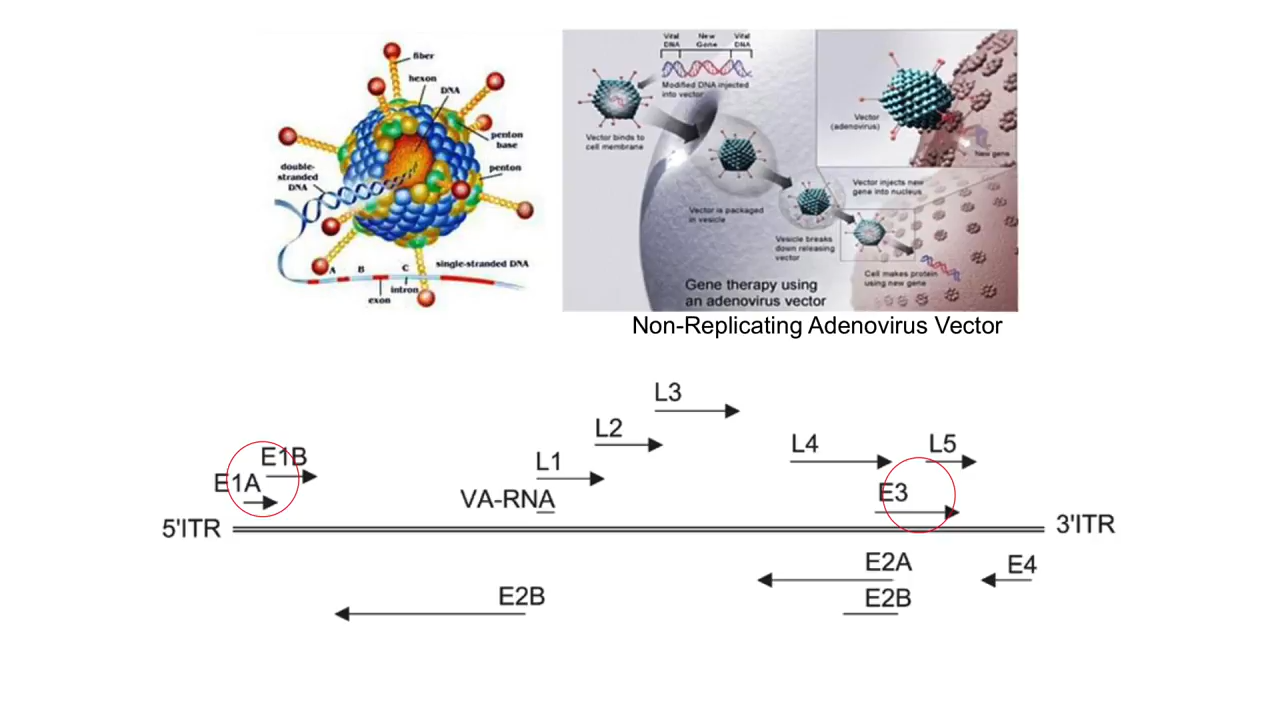 fiber
hexon
DNA
penton
base
penton
double-
stranded
DNA
single-stranded DNA
A
B
C
intron
exon
Vital
DNA
New
Gene
Vital
DNA
Modified DNA injected
into vector
Vector binds to
cell membrane
Vector is packaged
in vesicle
Vesicle breaks
down releasing
vector
Vector
(adenovirus)
New gene
Vector injects new
gene into nucleus
Cell makes protein
using new gene
Gene therapy using
an adenovirus vector
Non-Replicating Adenovirus Vector
L3
L2
L4
L5
E1B
L1
E1A
VA-RNA
E3
5'ITR
3'ITR
E2A
E4
E2B
E2B